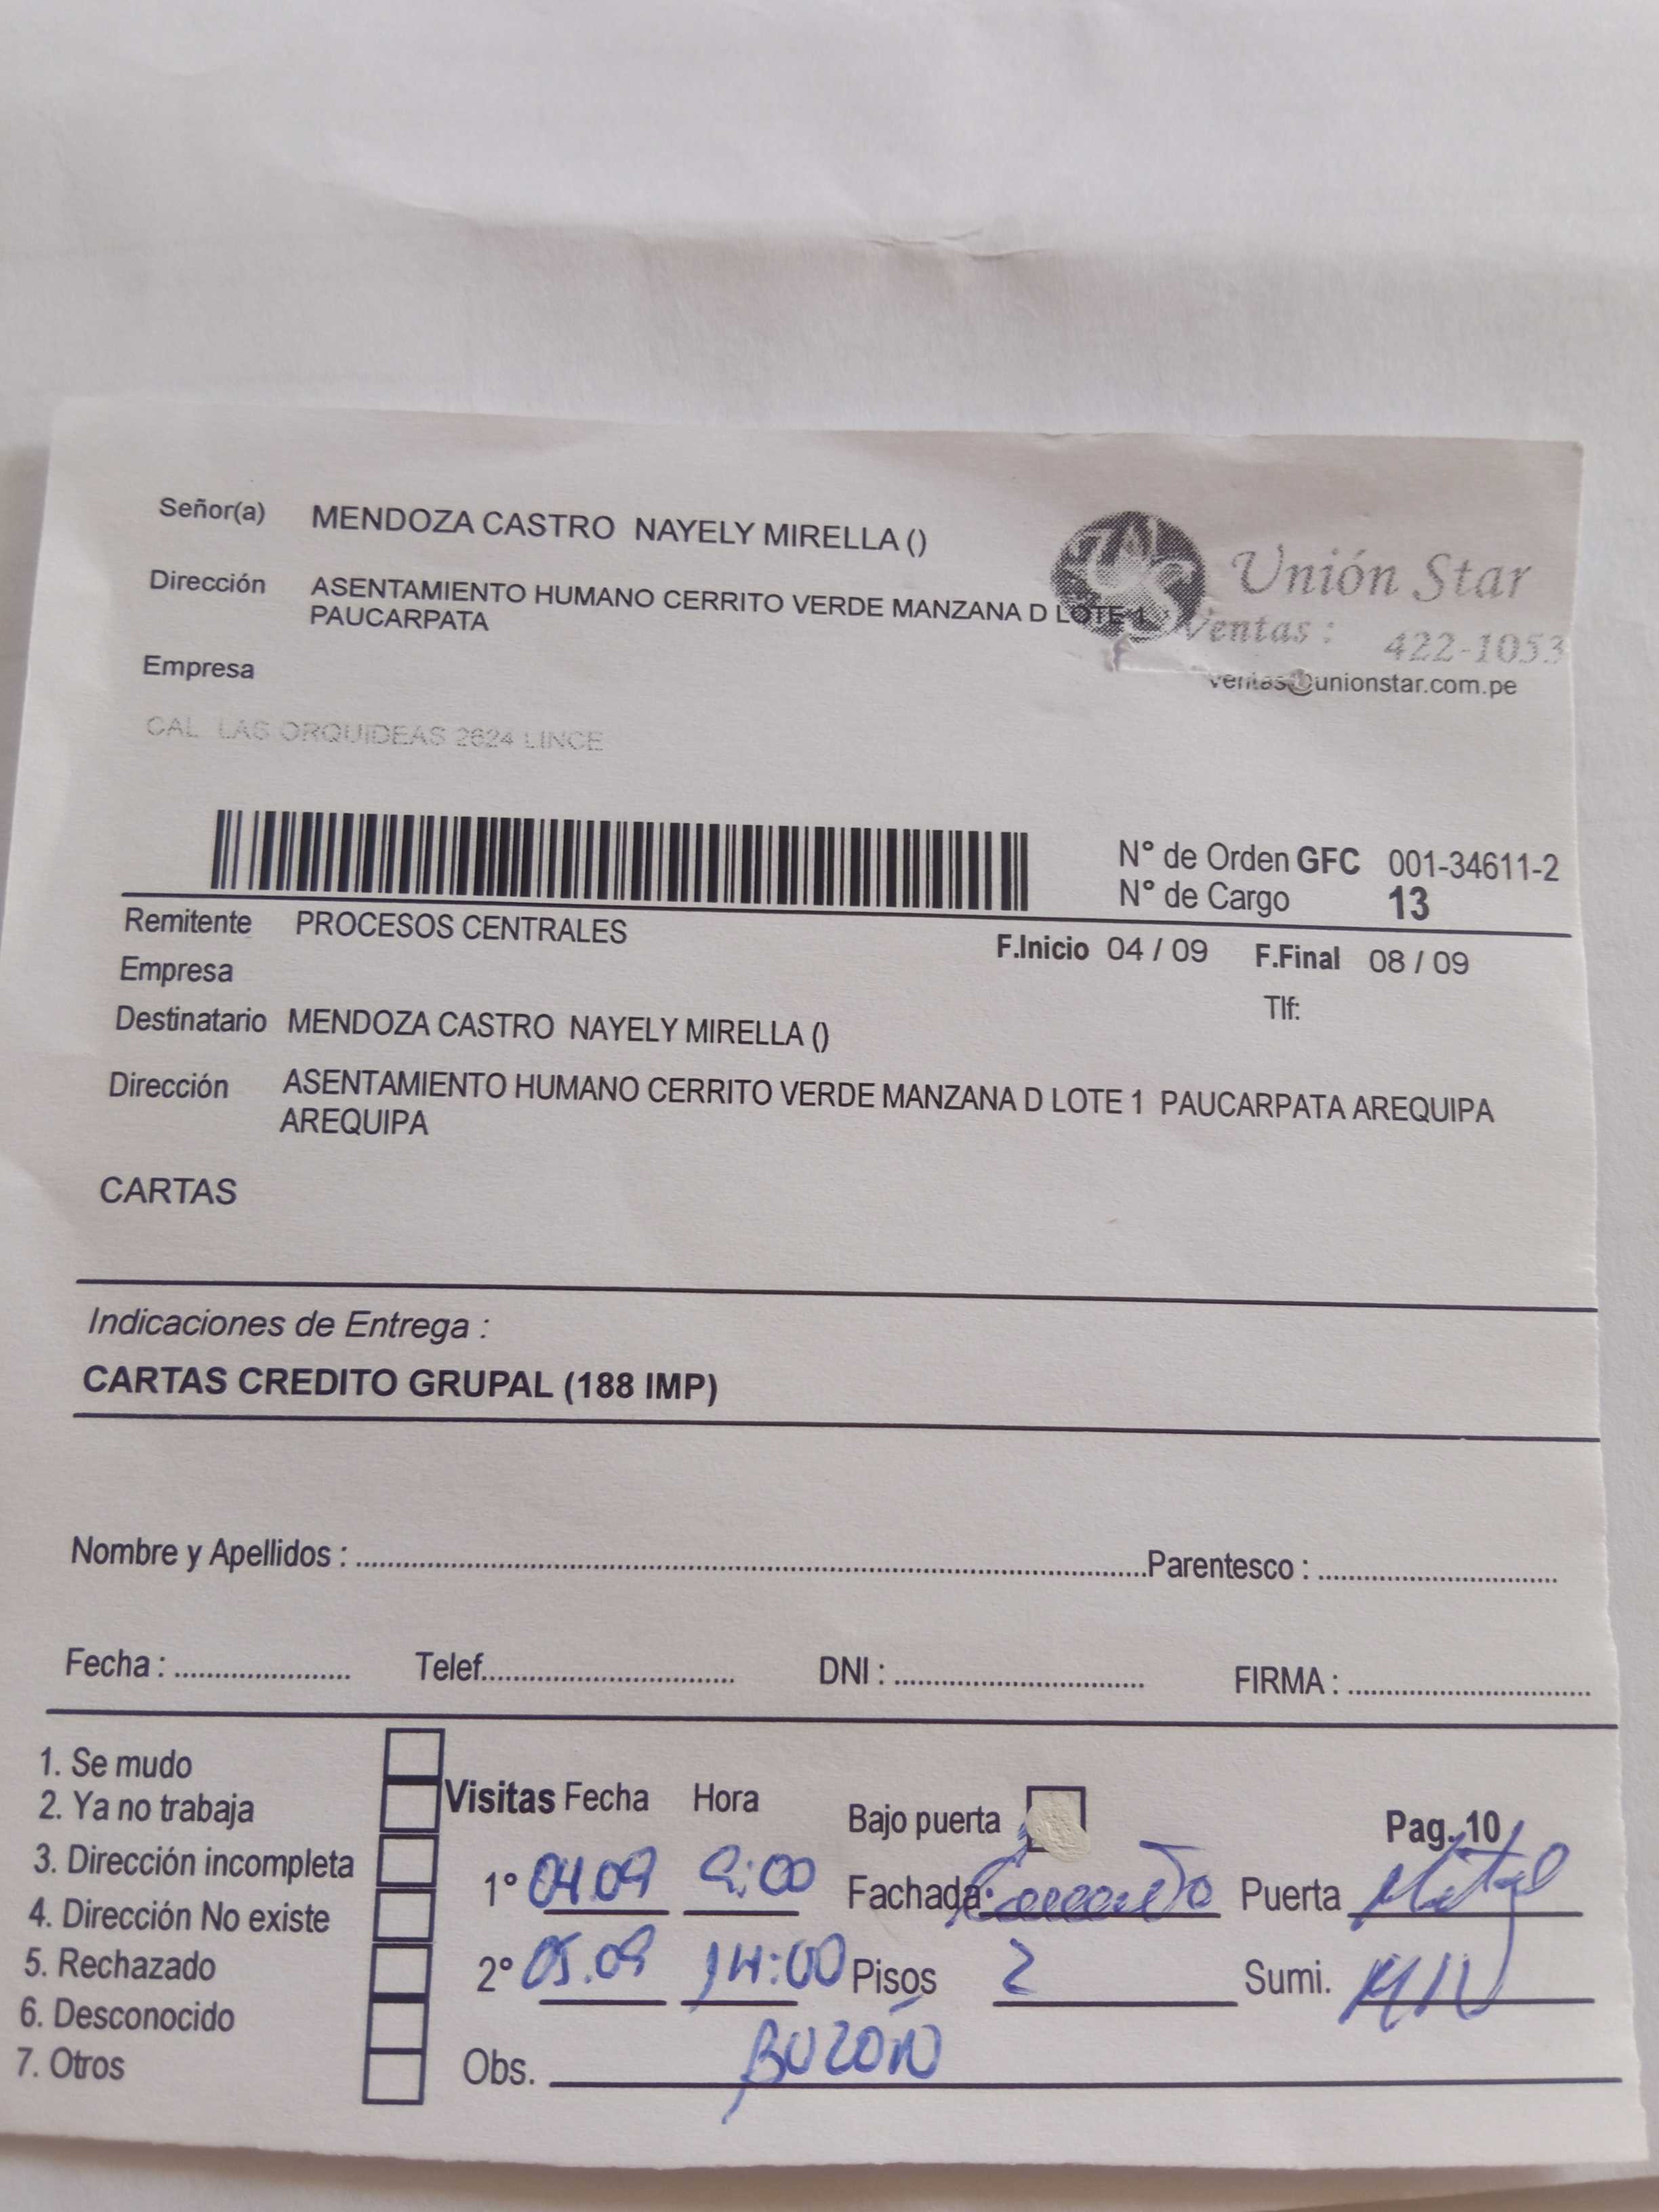 Señor(a) MENDOZA CASTRO NAYELY MIRELLA ()
Unión Star
Dirección ASENTAMIENTO HUMANO CERRITO VERDE MANZANA D LOTE 1
PAUCARPATA
Ventas : 422-1053
ventas@unionstar.com.pe
Empresa
CAL LAS ORQUIDEAS 2624 LINCE
N° de Orden GFC 001-34611-2
N° de Cargo 13
Remitente PROCESOS CENTRALES
F.Inicio 04 / 09 F.Final 08 / 09
Empresa
Tlf:
Destinatario MENDOZA CASTRO NAYELY MIRELLA ()
Dirección ASENTAMIENTO HUMANO CERRITO VERDE MANZANA D LOTE 1 PAUCARPATA AREQUIPA
AREQUIPA
CARTAS
Indicaciones de Entrega :
CARTAS CREDITO GRUPAL (188 IMP)
Nombre y Apellidos : Parentesco :
Fecha : Telef. DNI : FIRMA :
1. Se mudo
2. Ya no trabaja
3. Dirección incompleta
4. Dirección No existe
5. Rechazado
6. Desconocido
7. Otros
Visitas Fecha Hora Bajo puerta Pag. 10
1° 04.09 9:00 Fachada: Puerta Metal
2° 05.09 14:00 Pisos 2 Sumi.
Obs. BUZÓN